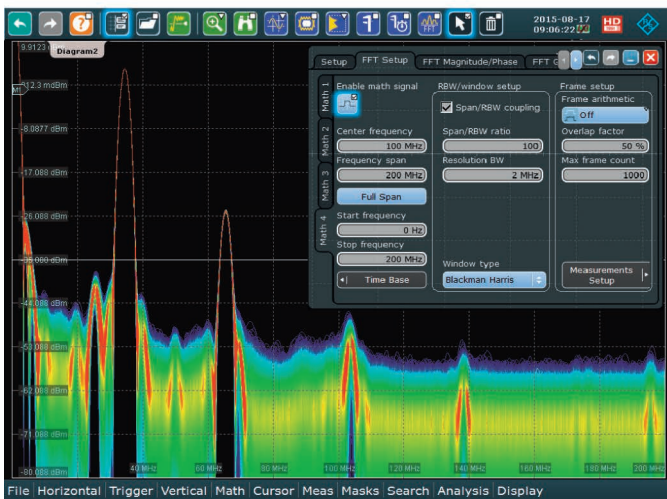 2015-08-17
09:06:22
HD
Diagram2
M1
-8.0877 dBm
-17.088 dBm
-26.088 dBm
-35.000 dBm
-44.088 dBm
-53.088 dBm
-62.088 dBm
-71.088 dBm
-80.088 dBm
40 MHz
60 MHz
80 MHz
100 MHz
120 MHz
140 MHz
160 MHz
180 MHz
200 MHz
Setup
FFT Setup
FFT Magnitude/Phase
FFT G
Math 1
Math 2
Math 3
Math 4
Enable math signal
Center frequency
100 MHz
Frequency span
200 MHz
Full Span
Start frequency
0 Hz
Stop frequency
200 MHz
Time Base
RBW/window setup
Span/RBW coupling
Span/RBW ratio
100
Resolution BW
2 MHz
Window type
Blackman Harris
Frame setup
Frame arithmetic
Off
Overlap factor
50 %
Max frame count
1000
Measurements
Setup
File Horizontal Trigger Vertical Math Cursor Meas Masks Search Analysis Display